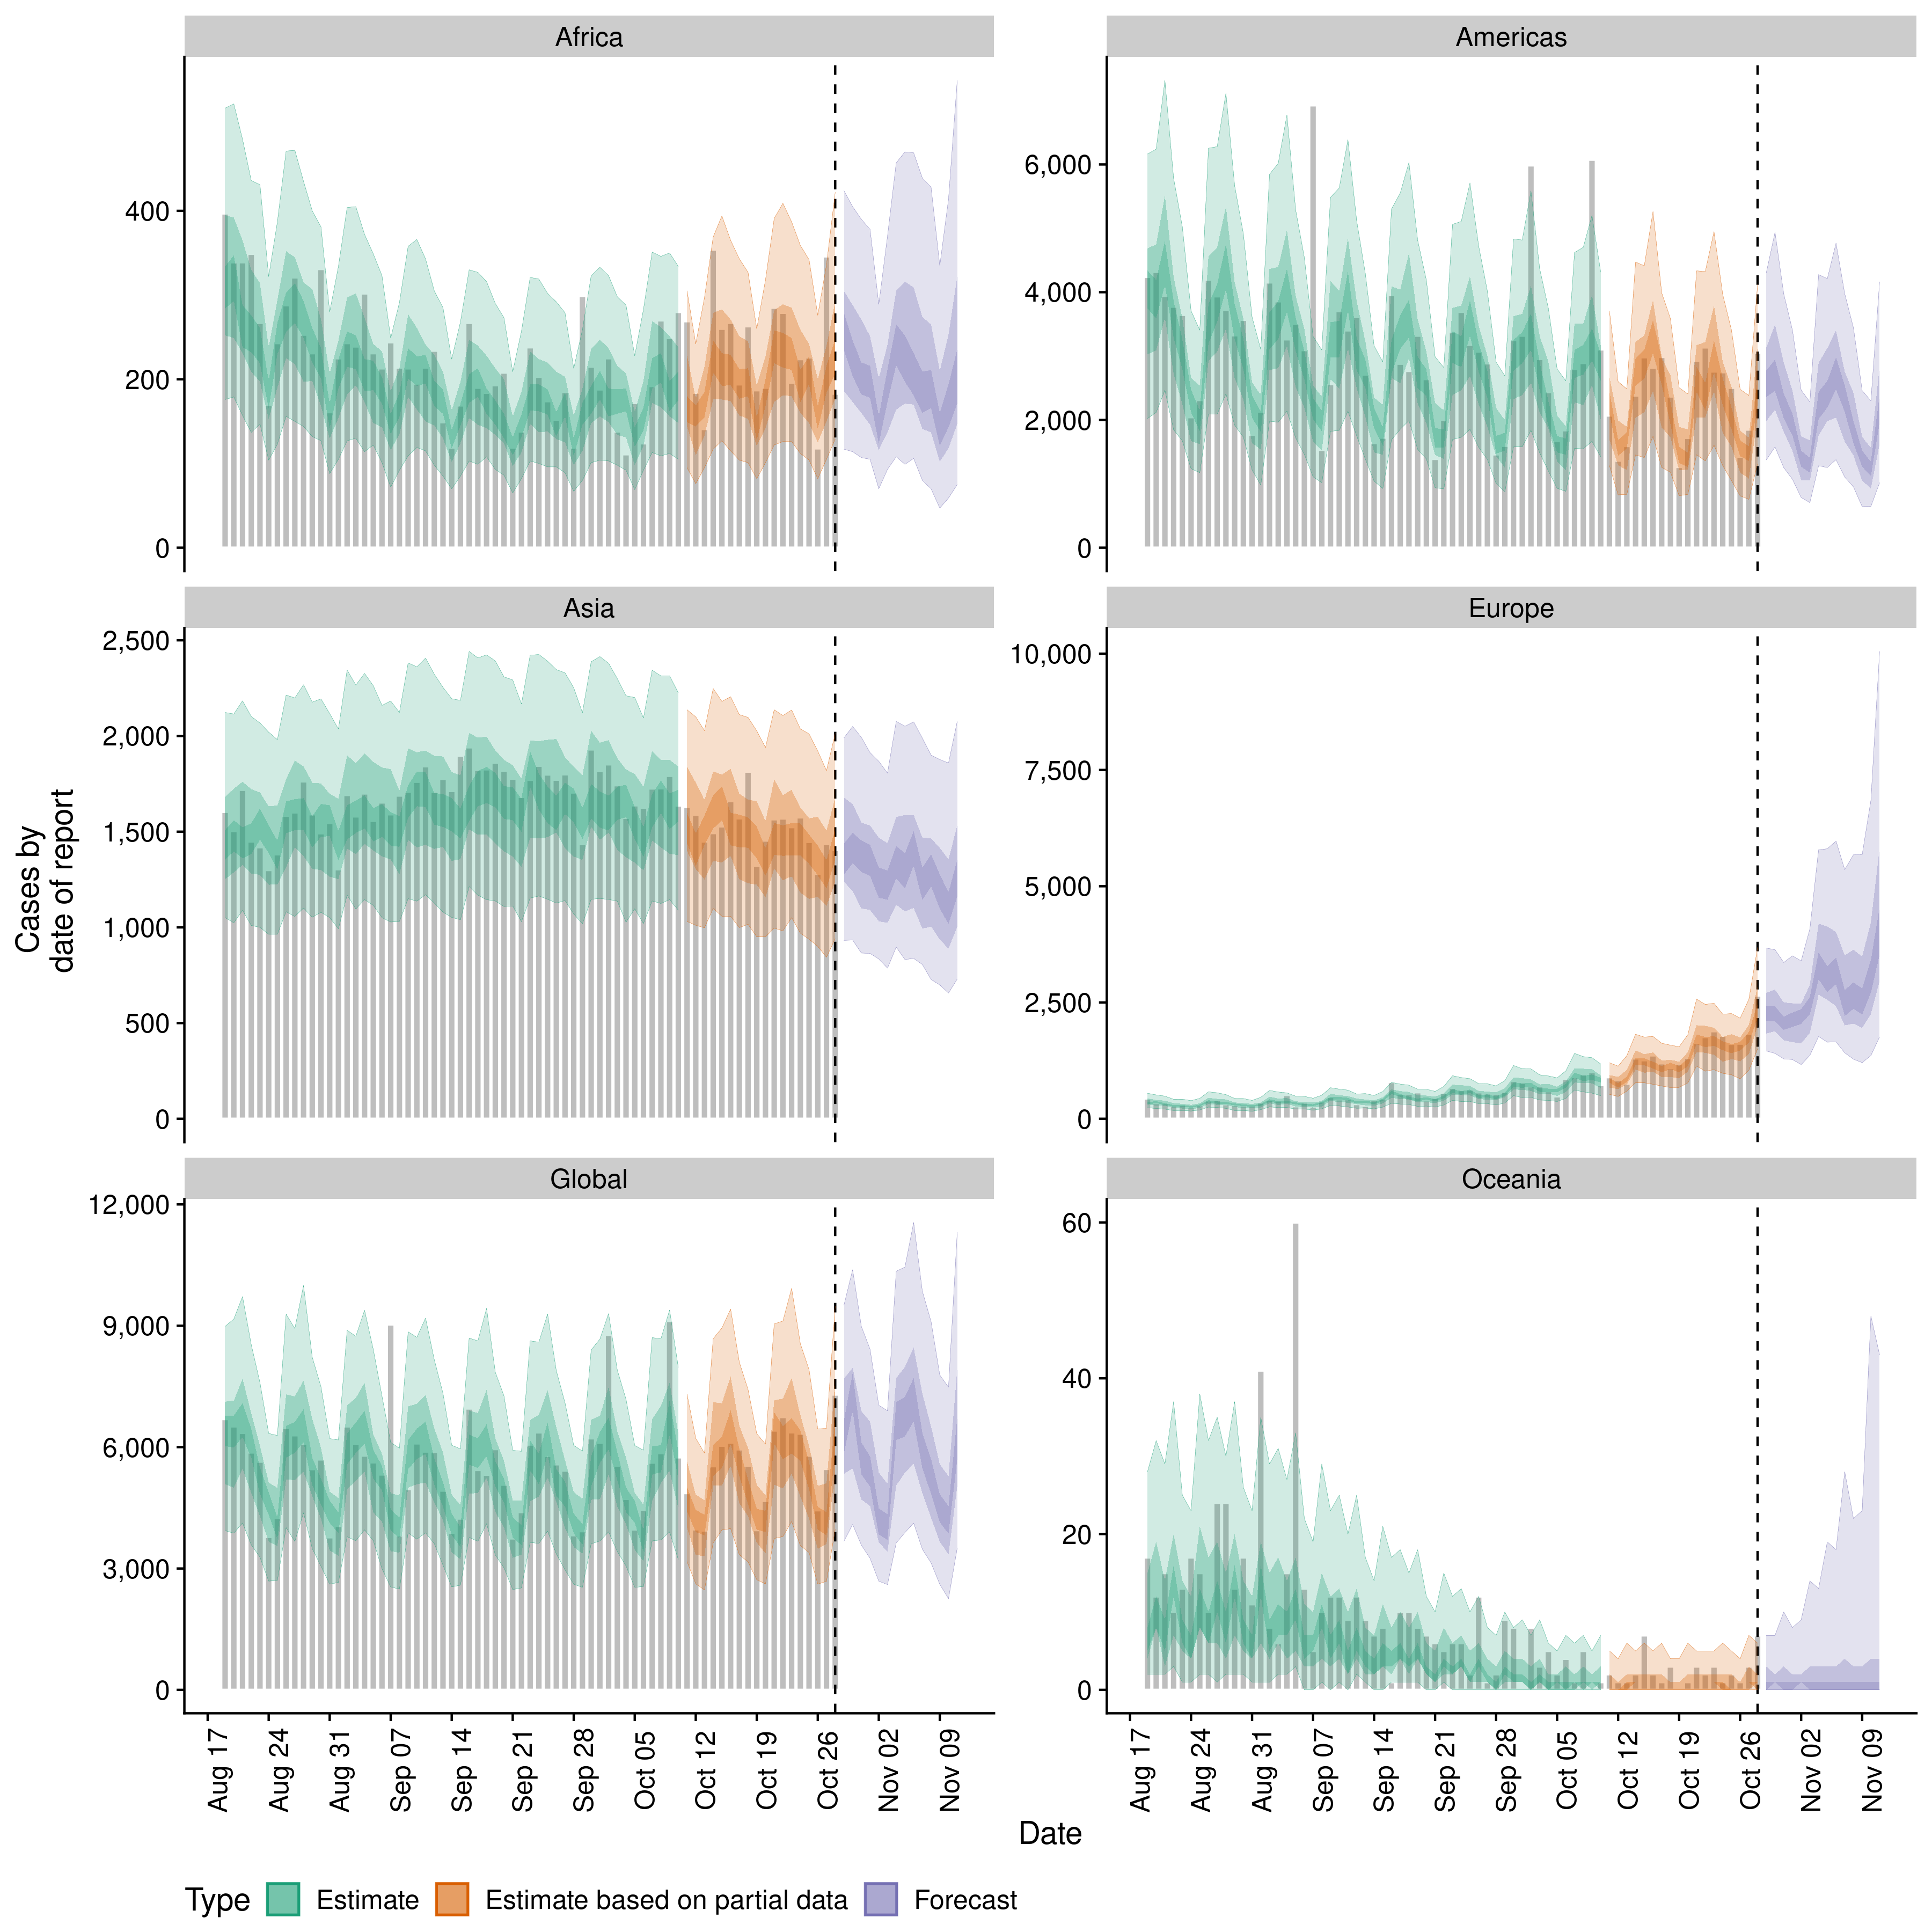 Africa
Americas
400
200
0
6,000
4,000
2,000
0
Asia
Europe
2,500
2,000
1,500
1,000
500
0
10,000
7,500
5,000
2,500
0
Global
Oceania
12,000
9,000
6,000
3,000
0
60
40
20
0
Cases by
date of report
Aug 17
Aug 24
Aug 31
Sep 07
Sep 14
Sep 21
Sep 28
Oct 05
Oct 12
Oct 19
Oct 26
Nov 02
Nov 09
Aug 17
Aug 24
Aug 31
Sep 07
Sep 14
Sep 21
Sep 28
Oct 05
Oct 12
Oct 19
Oct 26
Nov 02
Nov 09
Date
Type Estimate Estimate based on partial data Forecast